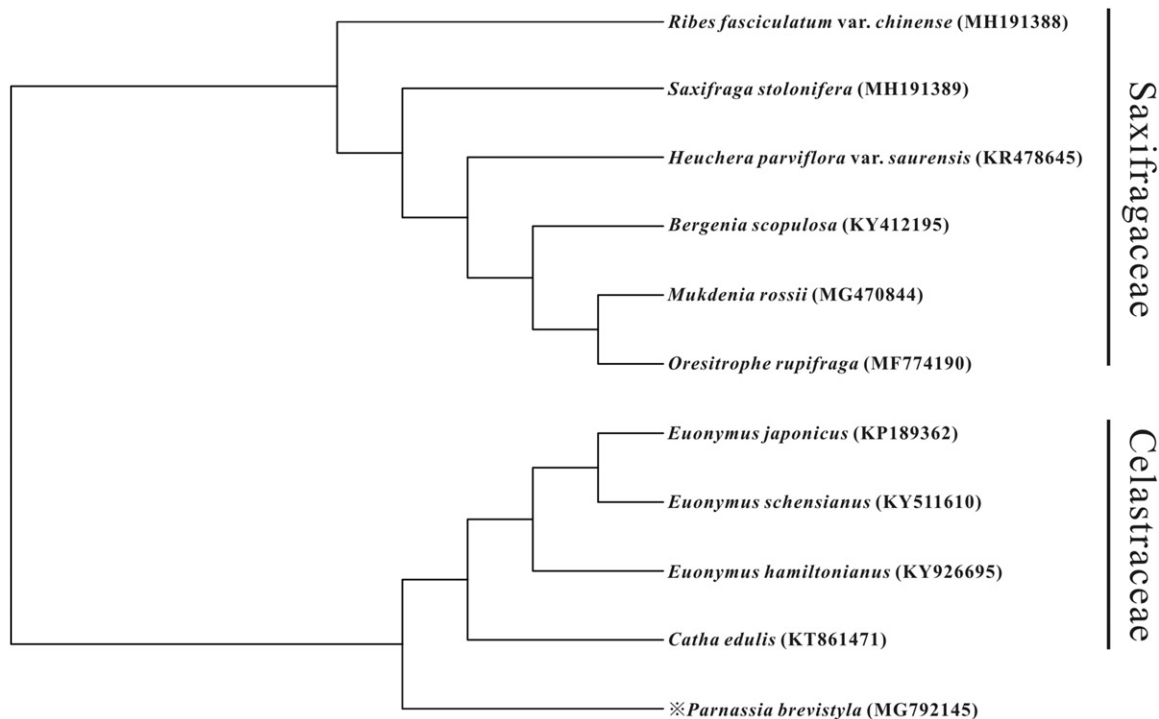 Ribes fasciculatum var. chinense (MH191388)
Saxifraga stolonifera (MH191389)
Heuchera parviflora var. saurensis (KR478645)
Bergenia scopulosa (KY412195)
Mukdenia rossii (MG470844)
Oresitrophe rupifraga (MF774190)
Saxifragaceae
Euonymus japonicus (KP189362)
Euonymus schensianus (KY511610)
Euonymus hamiltonianus (KY926695)
Catha edulis (KT861471)
Celastraceae
※Parnassia brevistyla (MG792145)